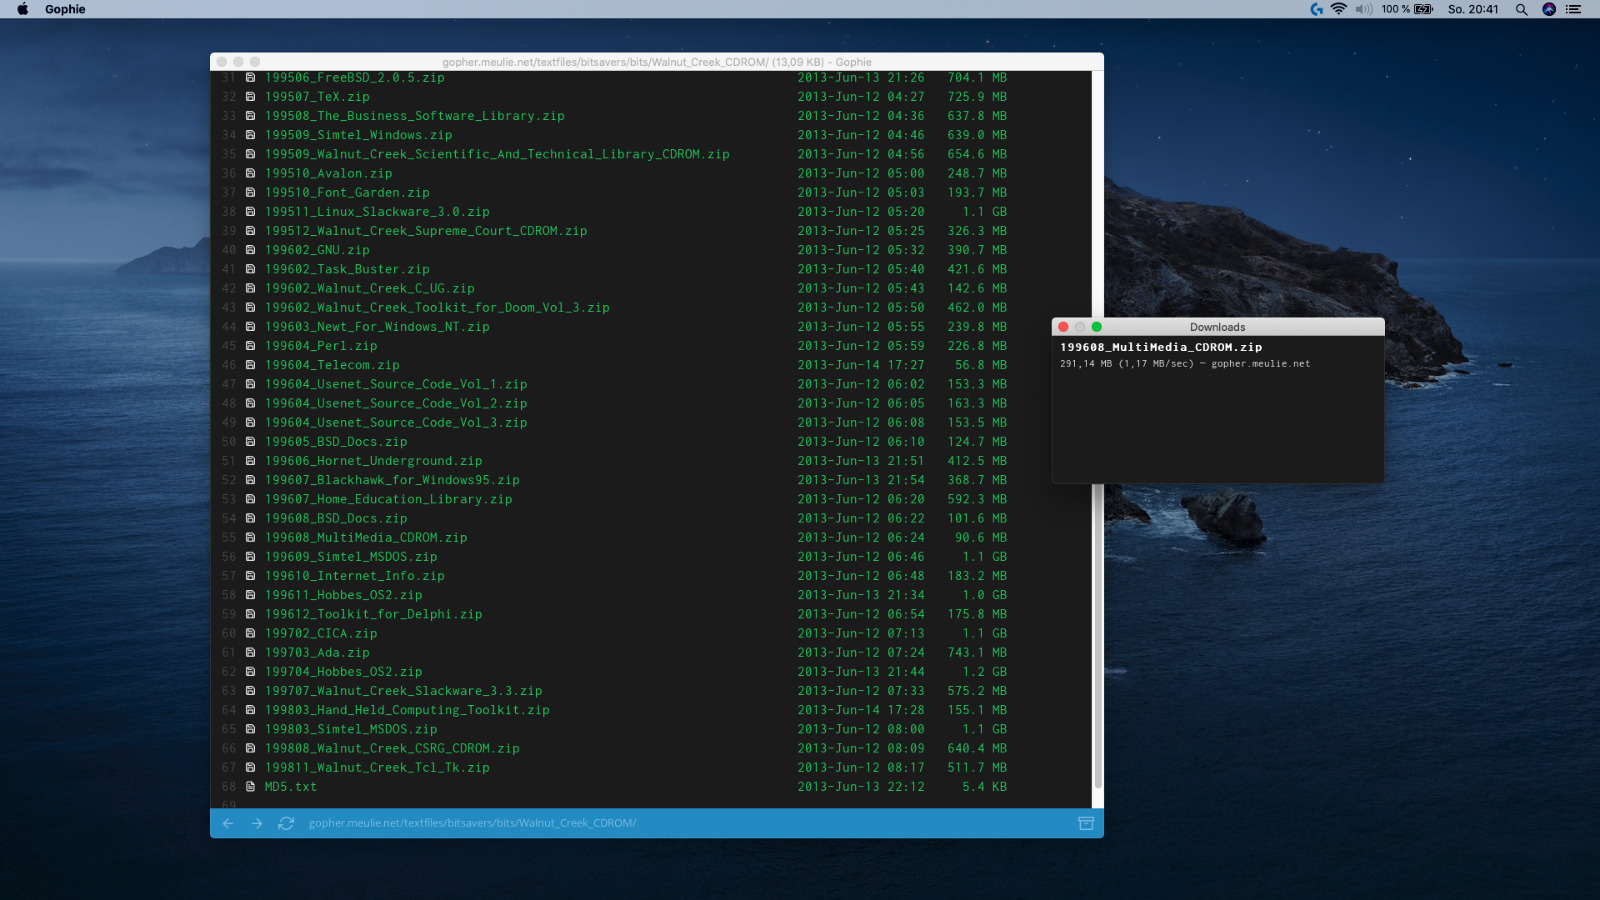 Gophie
100 %
So. 20:41
gopher.meulie.net/textfiles/bitsavers/bits/Walnut_Creek_CDROM/ (13,09 KB) - Gophie
31 199506_FreeBSD_2.0.5.zip 2013-Jun-13 21:26 704.1 MB
32 199507_TeX.zip 2013-Jun-12 04:27 725.9 MB
33 199508_The_Business_Software_Library.zip 2013-Jun-12 04:36 637.8 MB
34 199509_Simtel_Windows.zip 2013-Jun-12 04:46 639.0 MB
35 199509_Walnut_Creek_Scientific_And_Technical_Library_CDROM.zip 2013-Jun-12 04:56 654.6 MB
36 199510_Avalon.zip 2013-Jun-12 05:00 248.7 MB
37 199510_Font_Garden.zip 2013-Jun-12 05:03 193.7 MB
38 199511_Linux_Slackware_3.0.zip 2013-Jun-12 05:20 1.1 GB
39 199512_Walnut_Creek_Supreme_Court_CDROM.zip 2013-Jun-12 05:25 326.3 MB
40 199602_GNU.zip 2013-Jun-12 05:32 390.7 MB
41 199602_Task_Buster.zip 2013-Jun-12 05:40 421.6 MB
42 199602_Walnut_Creek_C_UG.zip 2013-Jun-12 05:43 142.6 MB
43 199602_Walnut_Creek_Toolkit_for_Doom_Vol_3.zip 2013-Jun-12 05:50 462.0 MB
44 199603_Newt_For_Windows_NT.zip 2013-Jun-12 05:55 239.8 MB
45 199604_Perl.zip 2013-Jun-12 05:59 226.8 MB
46 199604_Telecom.zip 2013-Jun-14 17:27 56.8 MB
47 199604_Usenet_Source_Code_Vol_1.zip 2013-Jun-12 06:02 153.3 MB
48 199604_Usenet_Source_Code_Vol_2.zip 2013-Jun-12 06:05 163.3 MB
49 199604_Usenet_Source_Code_Vol_3.zip 2013-Jun-12 06:08 153.5 MB
50 199605_BSD_Docs.zip 2013-Jun-12 06:10 124.7 MB
51 199606_Hornet_Underground.zip 2013-Jun-13 21:51 412.5 MB
52 199607_Blackhawk_for_Windows95.zip 2013-Jun-13 21:54 368.7 MB
53 199607_Home_Education_Library.zip 2013-Jun-12 06:20 592.3 MB
54 199608_BSD_Docs.zip 2013-Jun-12 06:22 101.6 MB
55 199608_MultiMedia_CDROM.zip 2013-Jun-12 06:24 90.6 MB
56 199609_Simtel_MSDOS.zip 2013-Jun-12 06:46 1.1 GB
57 199610_Internet_Info.zip 2013-Jun-12 06:48 183.2 MB
58 199611_Hobbes_OS2.zip 2013-Jun-13 21:34 1.0 GB
59 199612_Toolkit_for_Delphi.zip 2013-Jun-12 06:54 175.8 MB
60 199702_CICA.zip 2013-Jun-12 07:13 1.1 GB
61 199703_Ada.zip 2013-Jun-12 07:24 743.1 MB
62 199704_Hobbes_OS2.zip 2013-Jun-13 21:44 1.2 GB
63 199707_Walnut_Creek_Slackware_3.3.zip 2013-Jun-12 07:33 575.2 MB
64 199803_Hand_Held_Computing_Toolkit.zip 2013-Jun-14 17:28 155.1 MB
65 199803_Simtel_MSDOS.zip 2013-Jun-12 08:00 1.1 GB
66 199808_Walnut_Creek_CSRG_CDROM.zip 2013-Jun-12 08:09 640.4 MB
67 199811_Walnut_Creek_Tcl_Tk.zip 2013-Jun-12 08:17 511.7 MB
68 MD5.txt 2013-Jun-13 22:12 5.4 KB
69
gopher.meulie.net/textfiles/bitsavers/bits/Walnut_Creek_CDROM/
Downloads
199608_MultiMedia_CDROM.zip
291,14 MB (1,17 MB/sec) — gopher.meulie.net